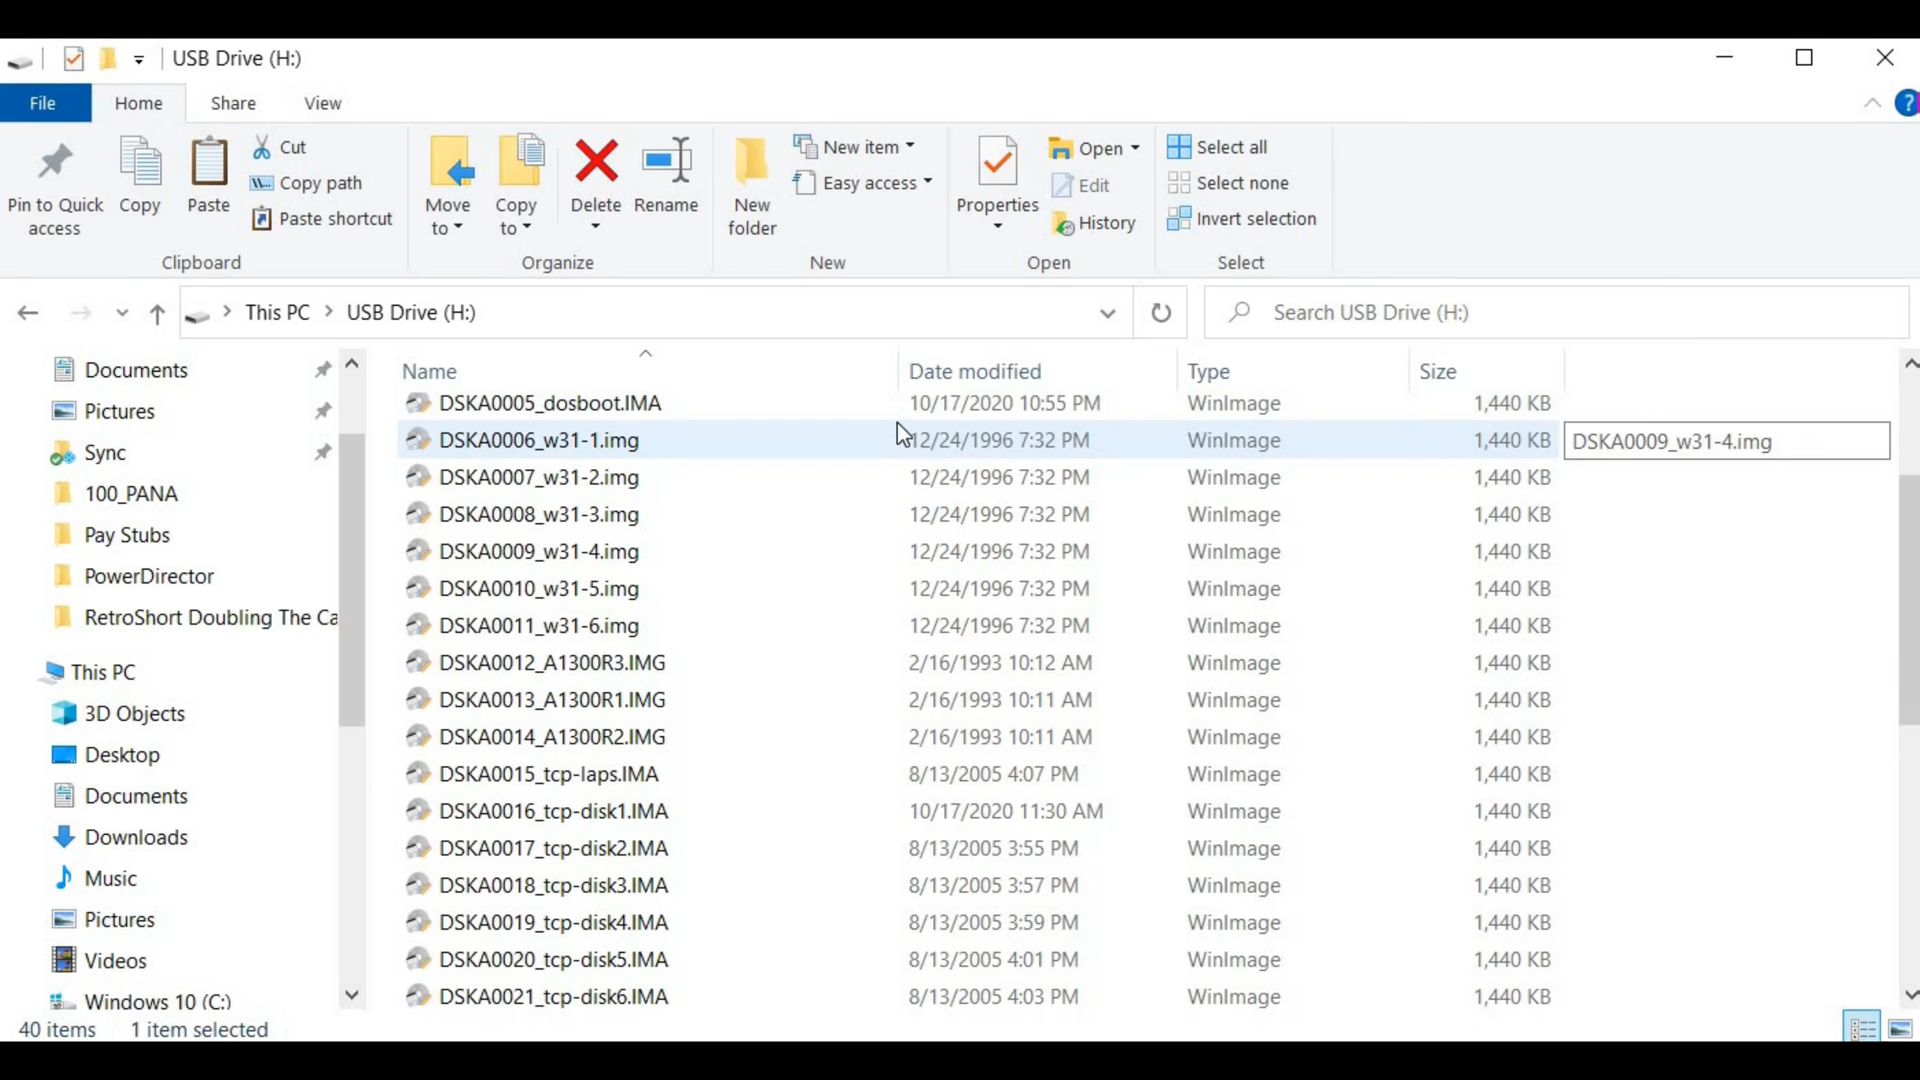 USB Drive (H:)
File Home Share View
?
Pin to Quick access
Copy
Paste
Cut
Copy path
Paste shortcut
Clipboard
Move to
Copy to
Delete
Rename
Organize
New folder
New item
Easy access
New
Properties
Open
Edit
History
Open
Select all
Select none
Invert selection
Select
This PC > USB Drive (H:)
Search USB Drive (H:)
Documents
Pictures
Sync
100_PANA
Pay Stubs
PowerDirector
RetroShort Doubling The Ca
This PC
3D Objects
Desktop
Documents
Downloads
Music
Pictures
Videos
Windows 10 (C:)
Name Date modified Type Size
DSKA0005_dosboot.IMA 10/17/2020 10:55 PM WinImage 1,440 KB
DSKA0006_w31-1.img 12/24/1996 7:32 PM WinImage 1,440 KB
DSKA0009_w31-4.img
DSKA0007_w31-2.img 12/24/1996 7:32 PM WinImage 1,440 KB
DSKA0008_w31-3.img 12/24/1996 7:32 PM WinImage 1,440 KB
DSKA0009_w31-4.img 12/24/1996 7:32 PM WinImage 1,440 KB
DSKA0010_w31-5.img 12/24/1996 7:32 PM WinImage 1,440 KB
DSKA0011_w31-6.img 12/24/1996 7:32 PM WinImage 1,440 KB
DSKA0012_A1300R3.IMG 2/16/1993 10:12 AM WinImage 1,440 KB
DSKA0013_A1300R1.IMG 2/16/1993 10:11 AM WinImage 1,440 KB
DSKA0014_A1300R2.IMG 2/16/1993 10:11 AM WinImage 1,440 KB
DSKA0015_tcp-laps.IMA 8/13/2005 4:07 PM WinImage 1,440 KB
DSKA0016_tcp-disk1.IMA 10/17/2020 11:30 AM WinImage 1,440 KB
DSKA0017_tcp-disk2.IMA 8/13/2005 3:55 PM WinImage 1,440 KB
DSKA0018_tcp-disk3.IMA 8/13/2005 3:57 PM WinImage 1,440 KB
DSKA0019_tcp-disk4.IMA 8/13/2005 3:59 PM WinImage 1,440 KB
DSKA0020_tcp-disk5.IMA 8/13/2005 4:01 PM WinImage 1,440 KB
DSKA0021_tcp-disk6.IMA 8/13/2005 4:03 PM WinImage 1,440 KB
40 items 1 item selected